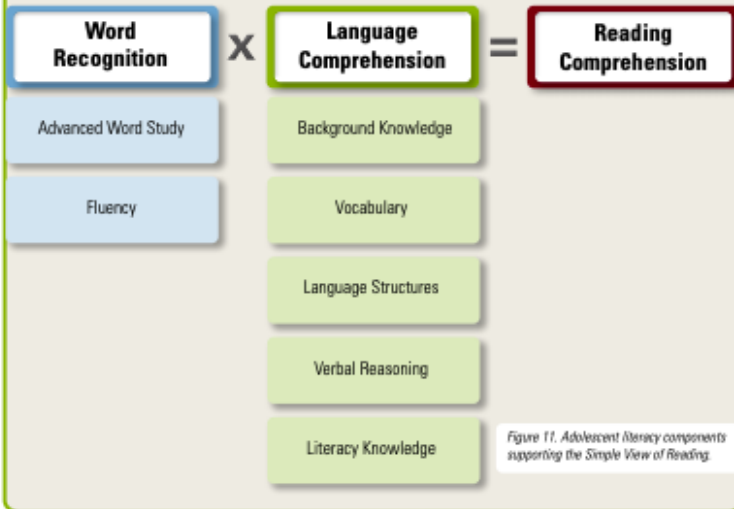 Word
Recognition
x
Language
Comprehension
=
Reading
Comprehension
Advanced Word Study
Fluency
Background Knowledge
Vocabulary
Language Structures
Verbal Reasoning
Literacy Knowledge
Figure 11. Adolescent literacy components
supporting the Simple View of Reading.